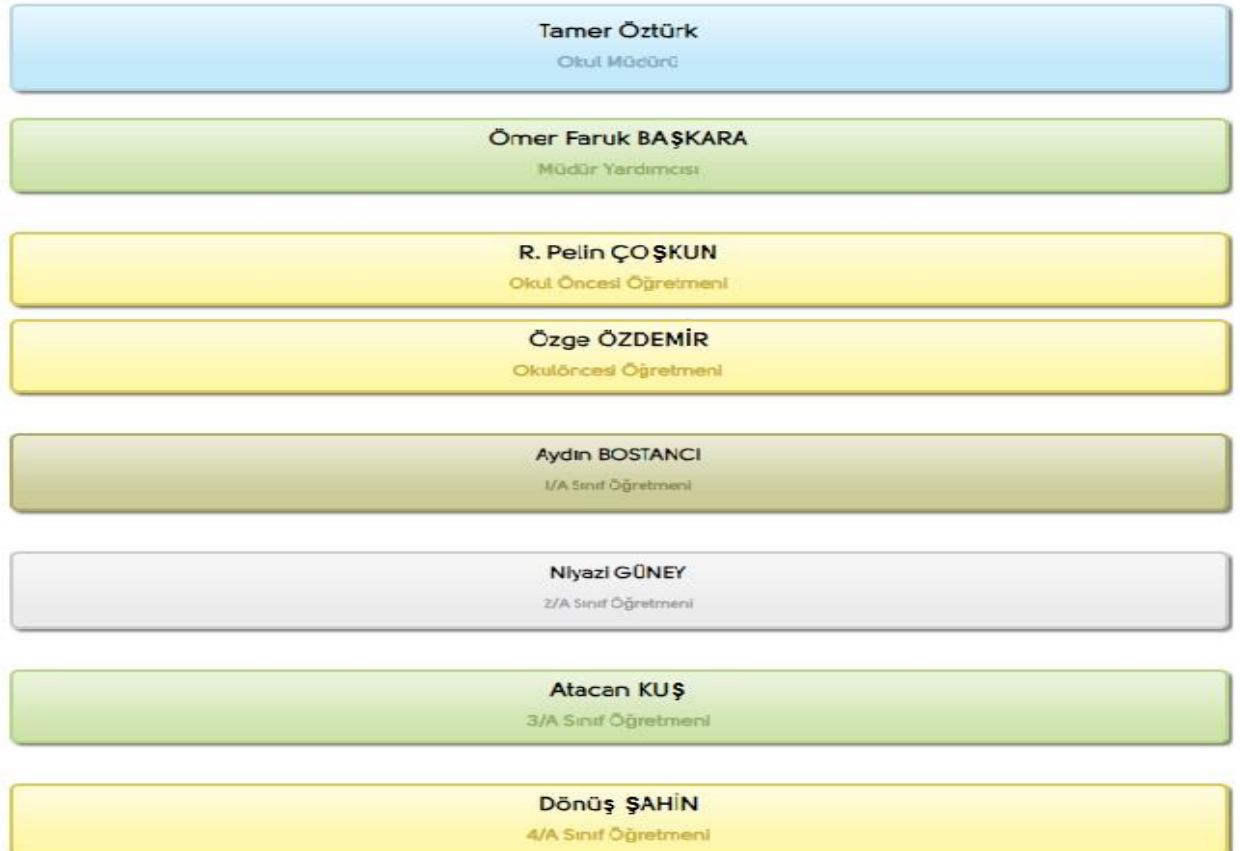 Tamer Öztürk
Okul Müdürü
Ömer Faruk BAŞKARA
Müdür Yardımcısı
R. Pelin ÇOŞKUN
Okul Öncesi Öğretmeni
Özge ÖZDEMİR
Okulöncesi Öğretmeni
Aydın BOSTANCI
1/A Sınıf Öğretmeni
Niyazi GÜNEY
2/A Sınıf Öğretmeni
Atacan KUŞ
3/A Sınıf Öğretmeni
Dönüş ŞAHİN
4/A Sınıf Öğretmeni